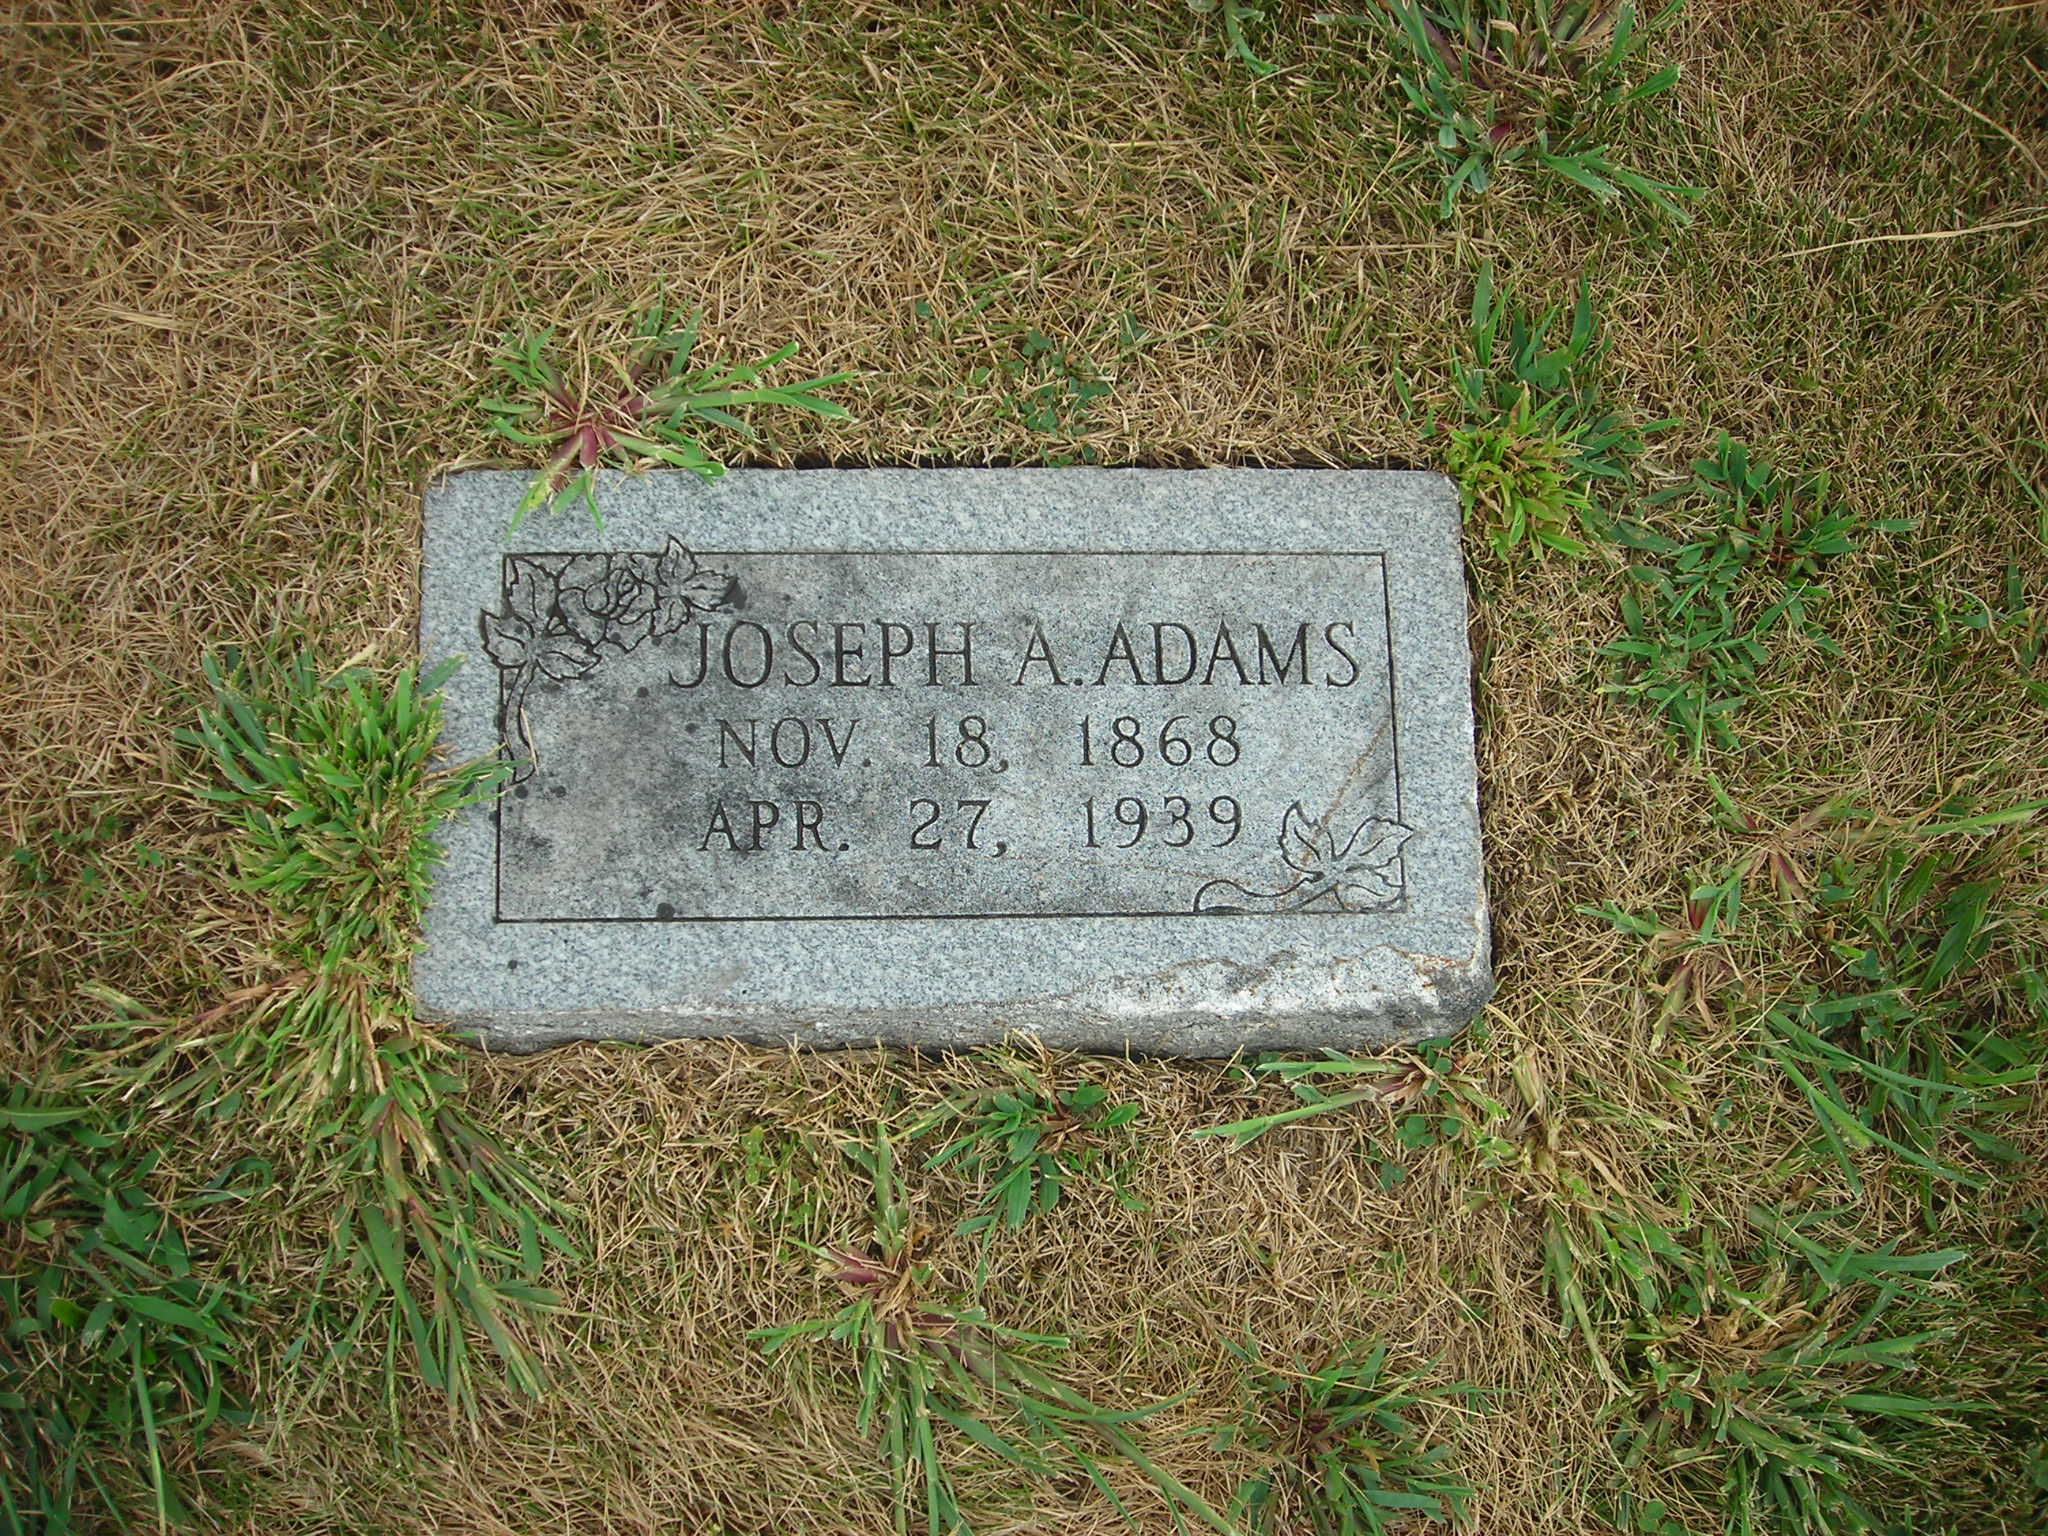 JOSEPH A. ADAMS
NOV. 18, 1868
APR. 27, 1939